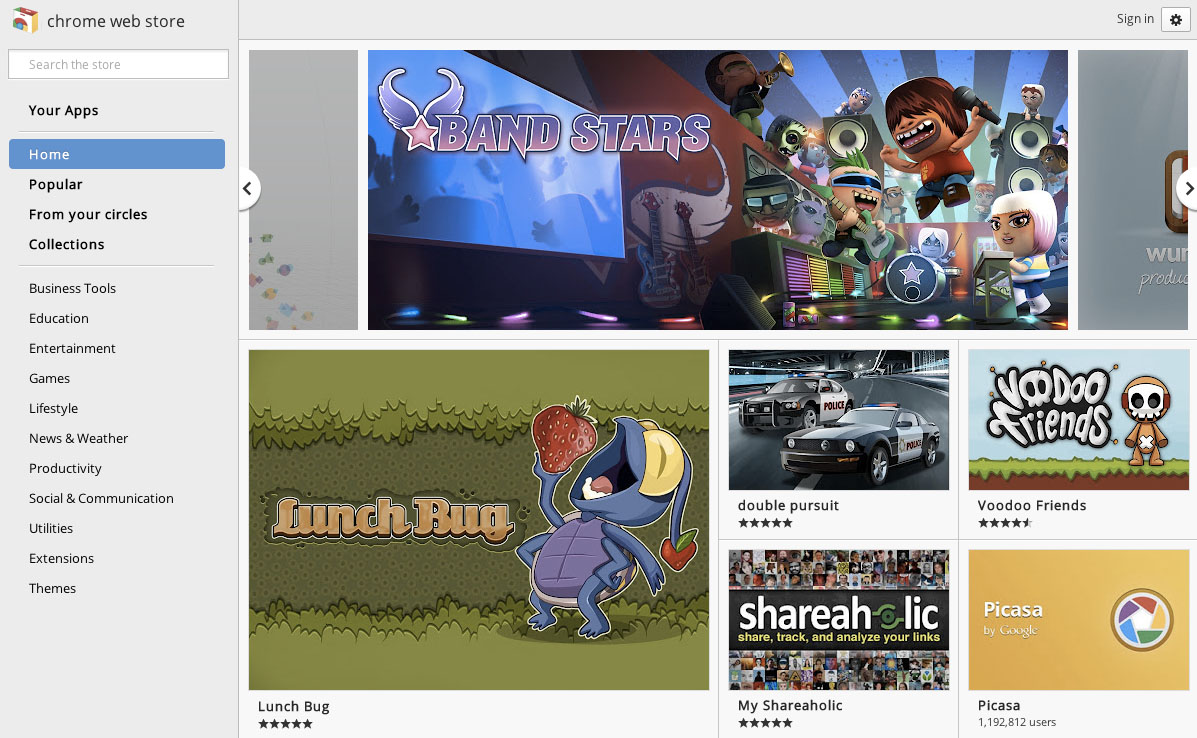 chrome web store
Sign in
Search the store
Your Apps
Home
Popular
From your circles
Collections
Business Tools
Education
Entertainment
Games
Lifestyle
News & Weather
Productivity
Social & Communication
Utilities
Extensions
Themes
BAND STARS
Lunch Bug
Lunch Bug
POLICE
POLICE
double pursuit
VOODOO
Friends
Voodoo Friends
shareaholic
share, track, and analyze your links
My Shareaholic
Picasa
by Google
Picasa
1,192,812 users